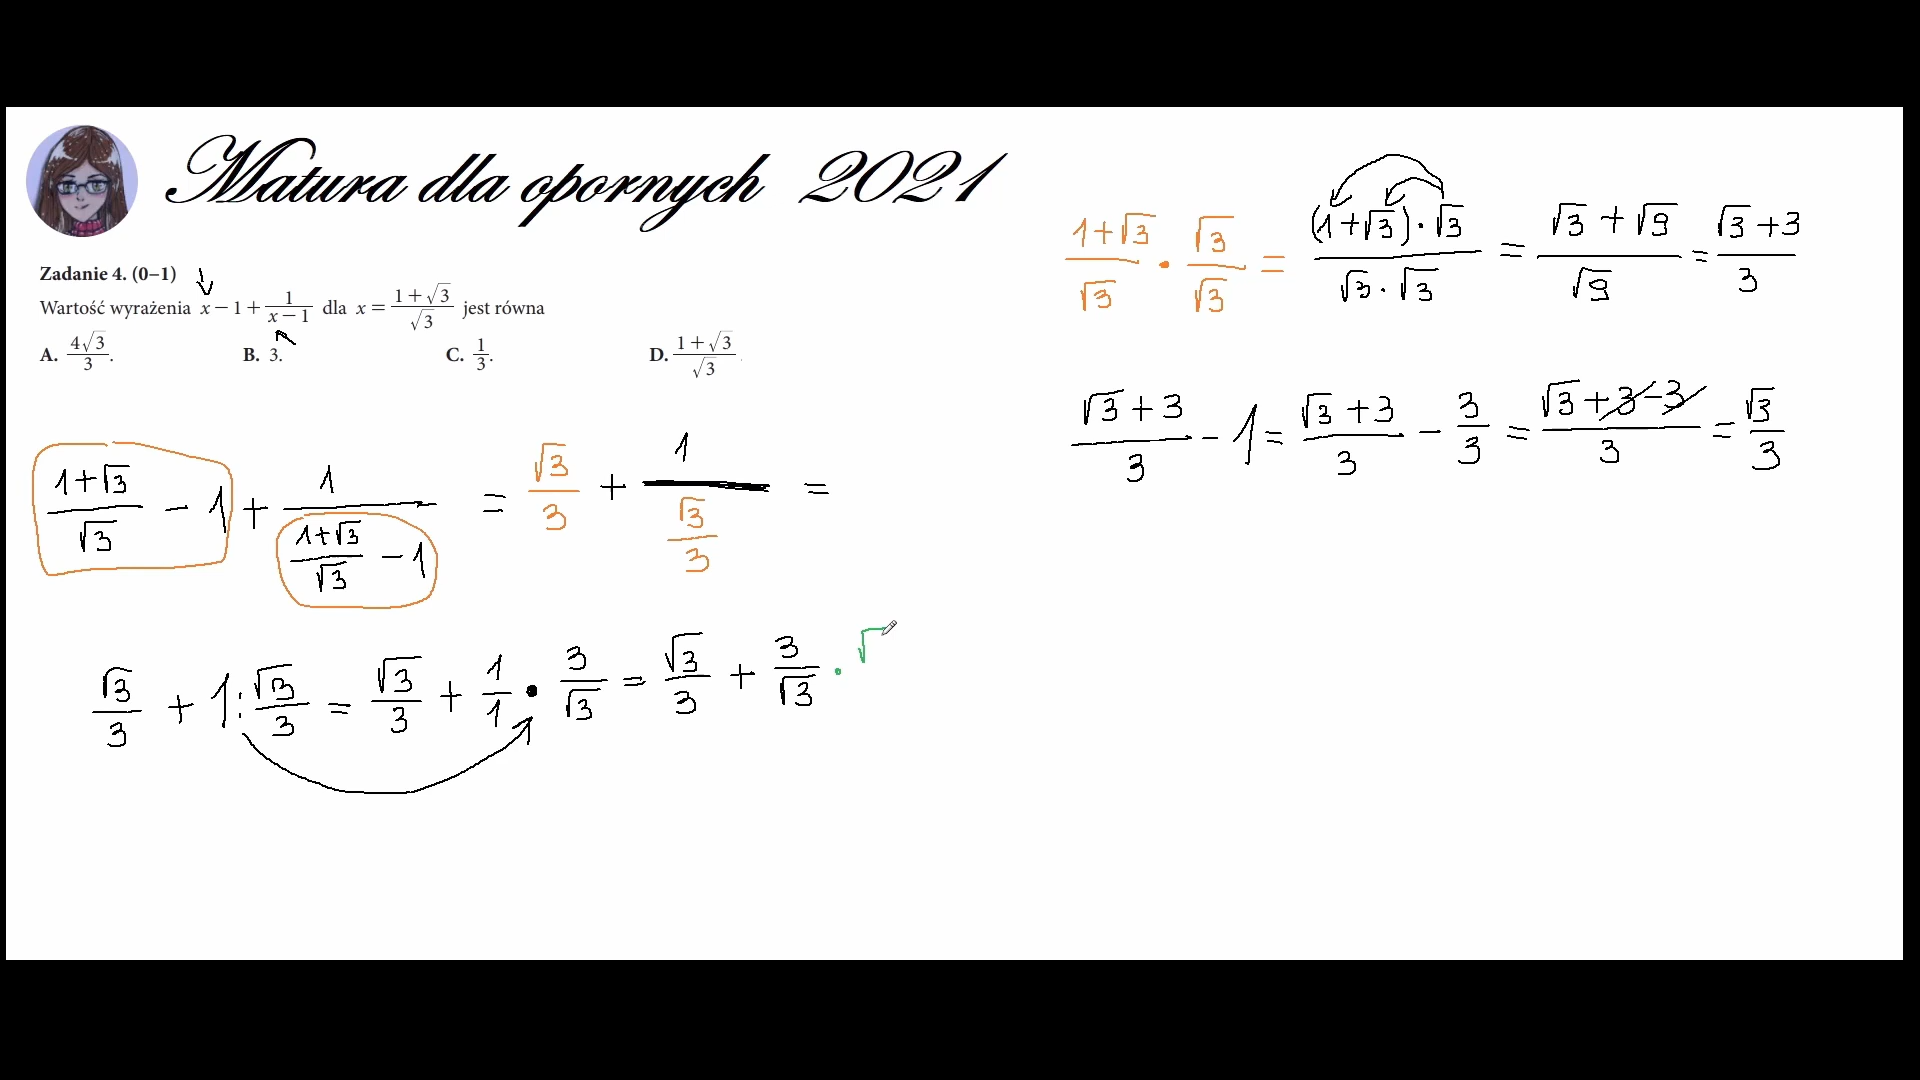 Matura dla opornych 2021
Zadanie 4. (0–1)
Wartość wyrażenia x − 1 + 1/(x − 1) dla x = (1 + √3)/√3 jest równa
A. 4√3/3. B. 3. C. 1/3. D. (1 + √3)/√3.
(1+√3)/√3 − 1 + 1/((1+√3)/√3 − 1) = √3/3 + 1/(√3/3) =
√3/3 + 1 : √3/3 = √3/3 + 1/1 · 3/√3 = √3/3 + 3/√3 · √
(1+√3)/√3 · √3/√3 = ((1+√3)·√3)/(√3·√3) = (√3+√9)/√9 = (√3+3)/3
(√3+3)/3 − 1 = (√3+3)/3 − 3/3 = (√3+3−3)/3 = √3/3